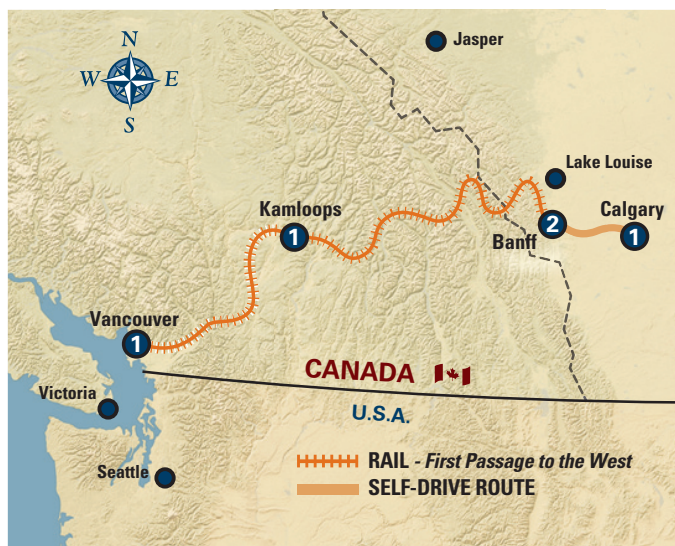 Jasper
N
W E
S
Lake Louise
Kamloops
1
Calgary
1
Banff
2
Vancouver
1
CANADA
Victoria
U.S.A.
RAIL - First Passage to the West
Seattle
SELF-DRIVE ROUTE